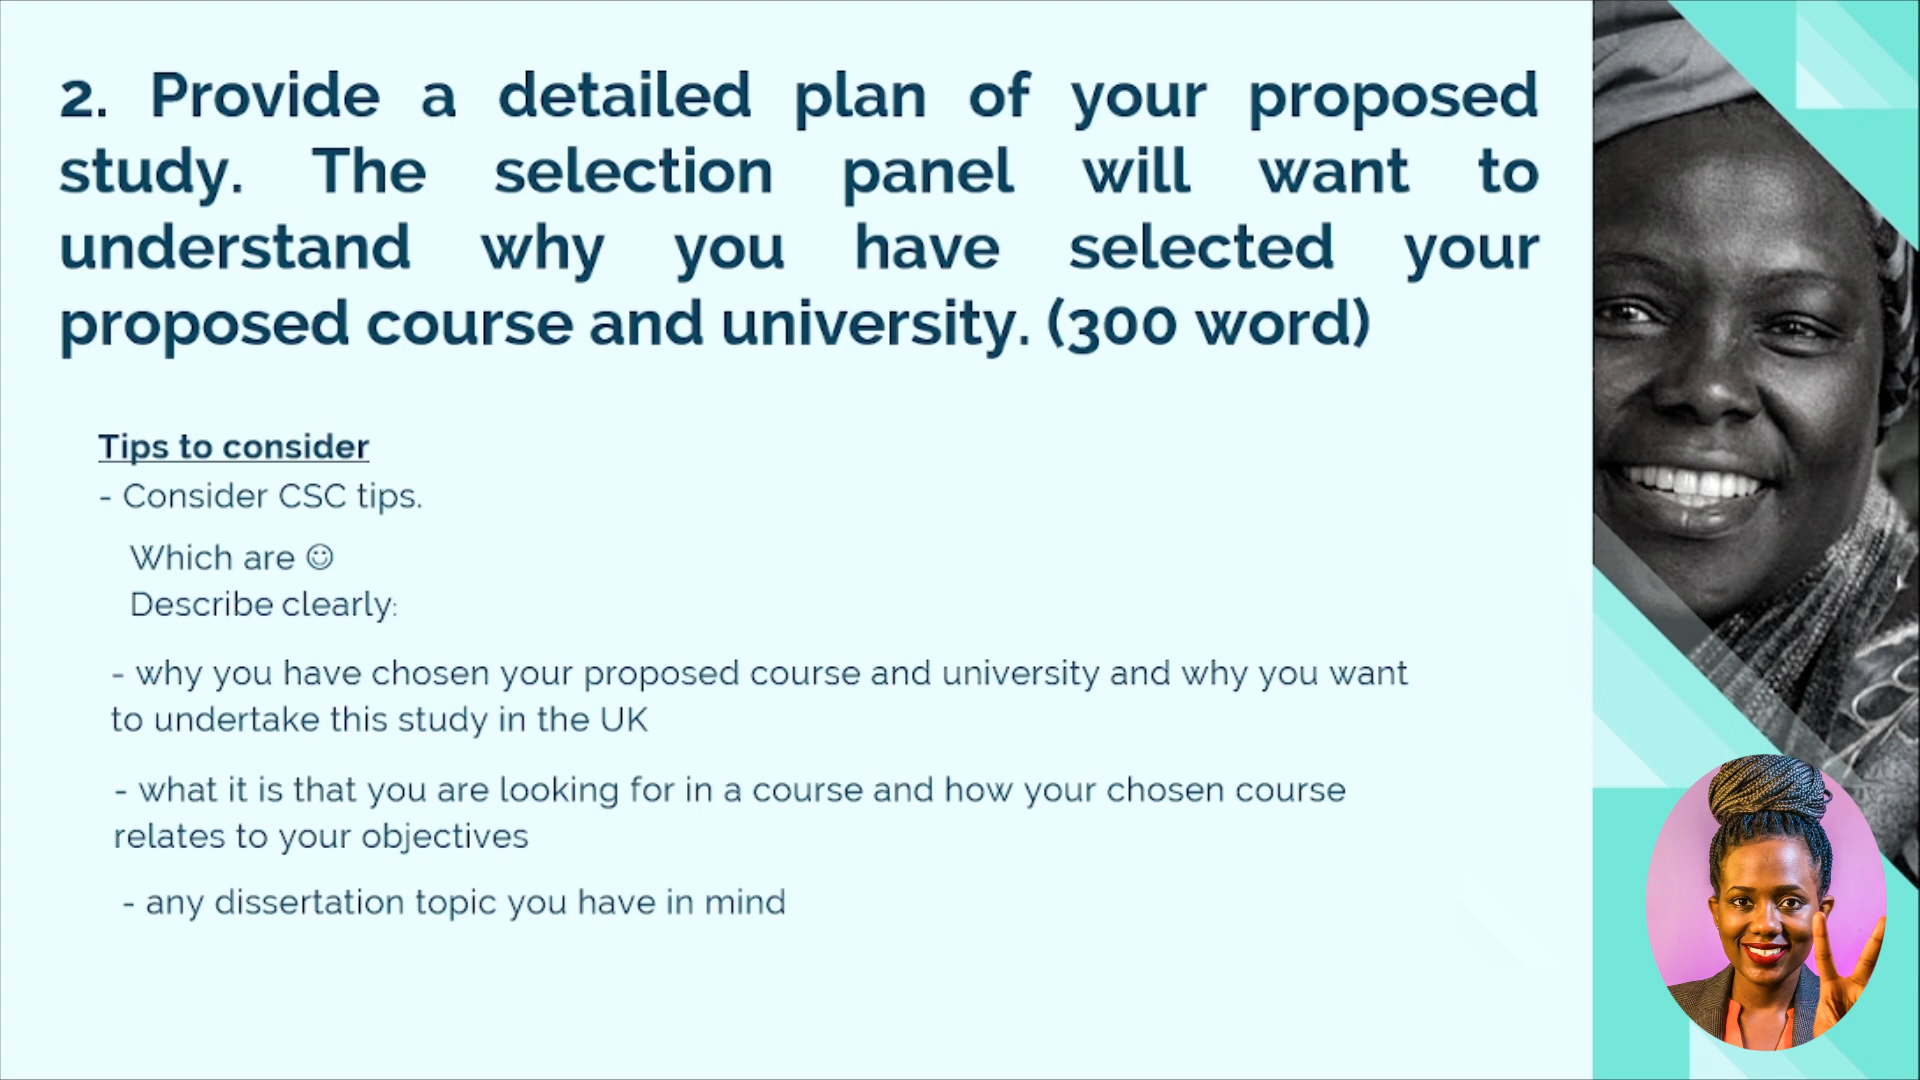 2. Provide a detailed plan of your proposed
study. The selection panel will want to
understand why you have selected your
proposed course and university. (300 word)
Tips to consider
- Consider CSC tips.
Which are ☺
Describe clearly:
- why you have chosen your proposed course and university and why you want
to undertake this study in the UK
- what it is that you are looking for in a course and how your chosen course
relates to your objectives
- any dissertation topic you have in mind